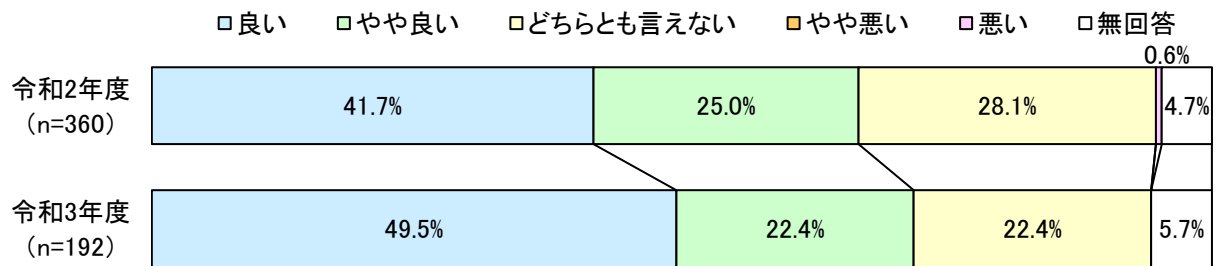 良い やや良い どちらとも言えない やや悪い 悪い 無回答
0.6%
令和2年度
(n=360)
41.7% 25.0% 28.1% 4.7%
令和3年度
(n=192)
49.5% 22.4% 22.4% 5.7%